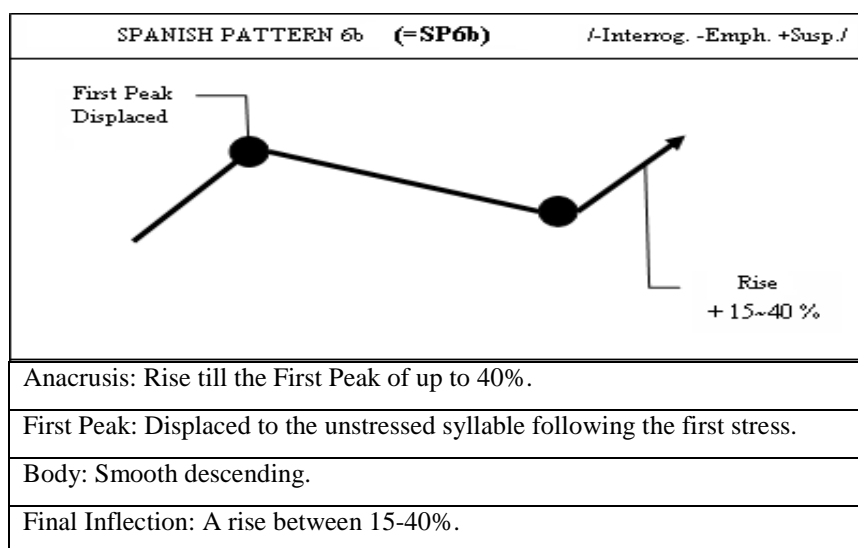 SPANISH PATTERN 6b (=SP6b) /-Interrog. -Emph. +Susp./
First Peak
Displaced
Rise
+ 15~40 %
Anacrusis: Rise till the First Peak of up to 40%.
First Peak: Displaced to the unstressed syllable following the first stress.
Body: Smooth descending.
Final Inflection: A rise between 15-40%.